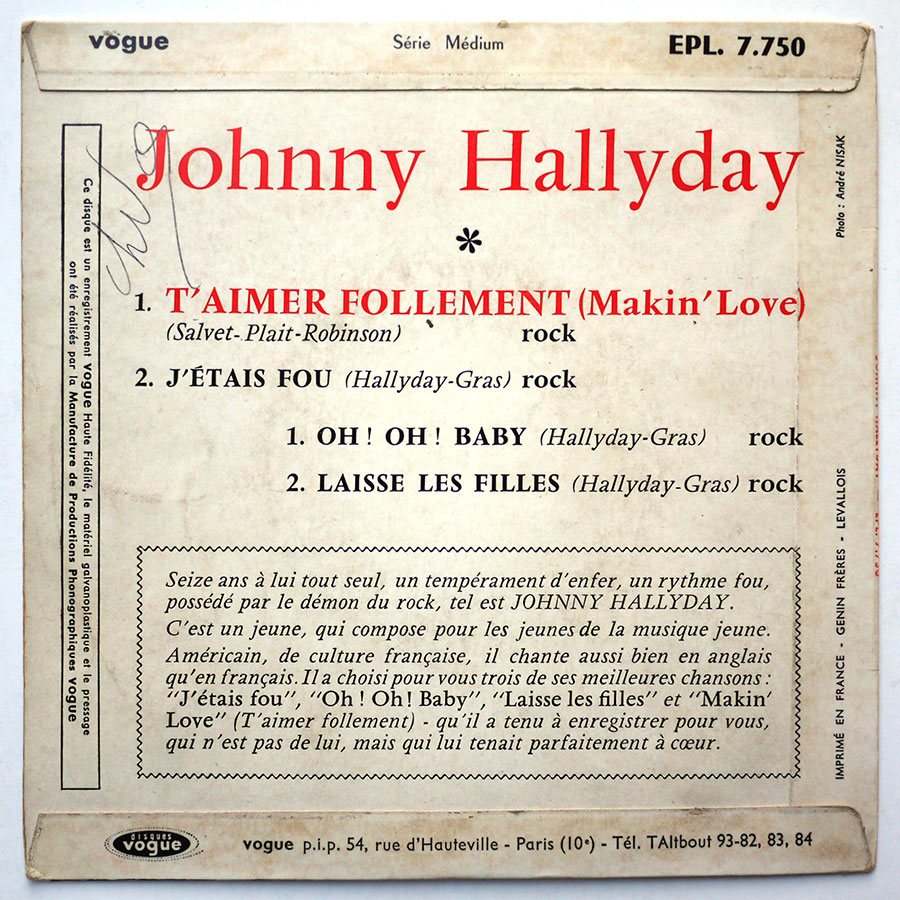 vogue Série Médium EPL. 7.750
Johnny Hallyday
*
1. T'AIMER FOLLEMENT (Makin' Love)
(Salvet-Plait-Robinson) rock
2. J'ÉTAIS FOU (Hallyday-Gras) rock
1. OH ! OH ! BABY (Hallyday-Gras) rock
2. LAISSE LES FILLES (Hallyday-Gras) rock
Seize ans à lui tout seul, un tempérament d'enfer, un rythme fou,
possédé par le démon du rock, tel est JOHNNY HALLYDAY.
C'est un jeune, qui compose pour les jeunes de la musique jeune.
Américain, de culture française, il chante aussi bien en anglais
qu'en français. Il a choisi pour vous trois de ses meilleures chansons :
"J'étais fou", "Oh ! Oh ! Baby", "Laisse les filles" et "Makin'
Love" (T'aimer follement) - qu'il a tenu à enregistrer pour vous,
qui n'est pas de lui, mais qui lui tenait parfaitement à cœur.
Ce disque est un enregistrement vogue Haute Fidélité, le matériel galvanoplastique et le pressage
ont été réalisés par la Manufacture de Productions Phonographiques vogue
Photo : André NISAK
IMPRIMÉ EN FRANCE - GENIN FRÈRES - LEVALLOIS
disques
vogue
vogue p.i.p. 54, rue d'Hauteville - Paris (10e) - Tél. TAItbout 93-82, 83, 84